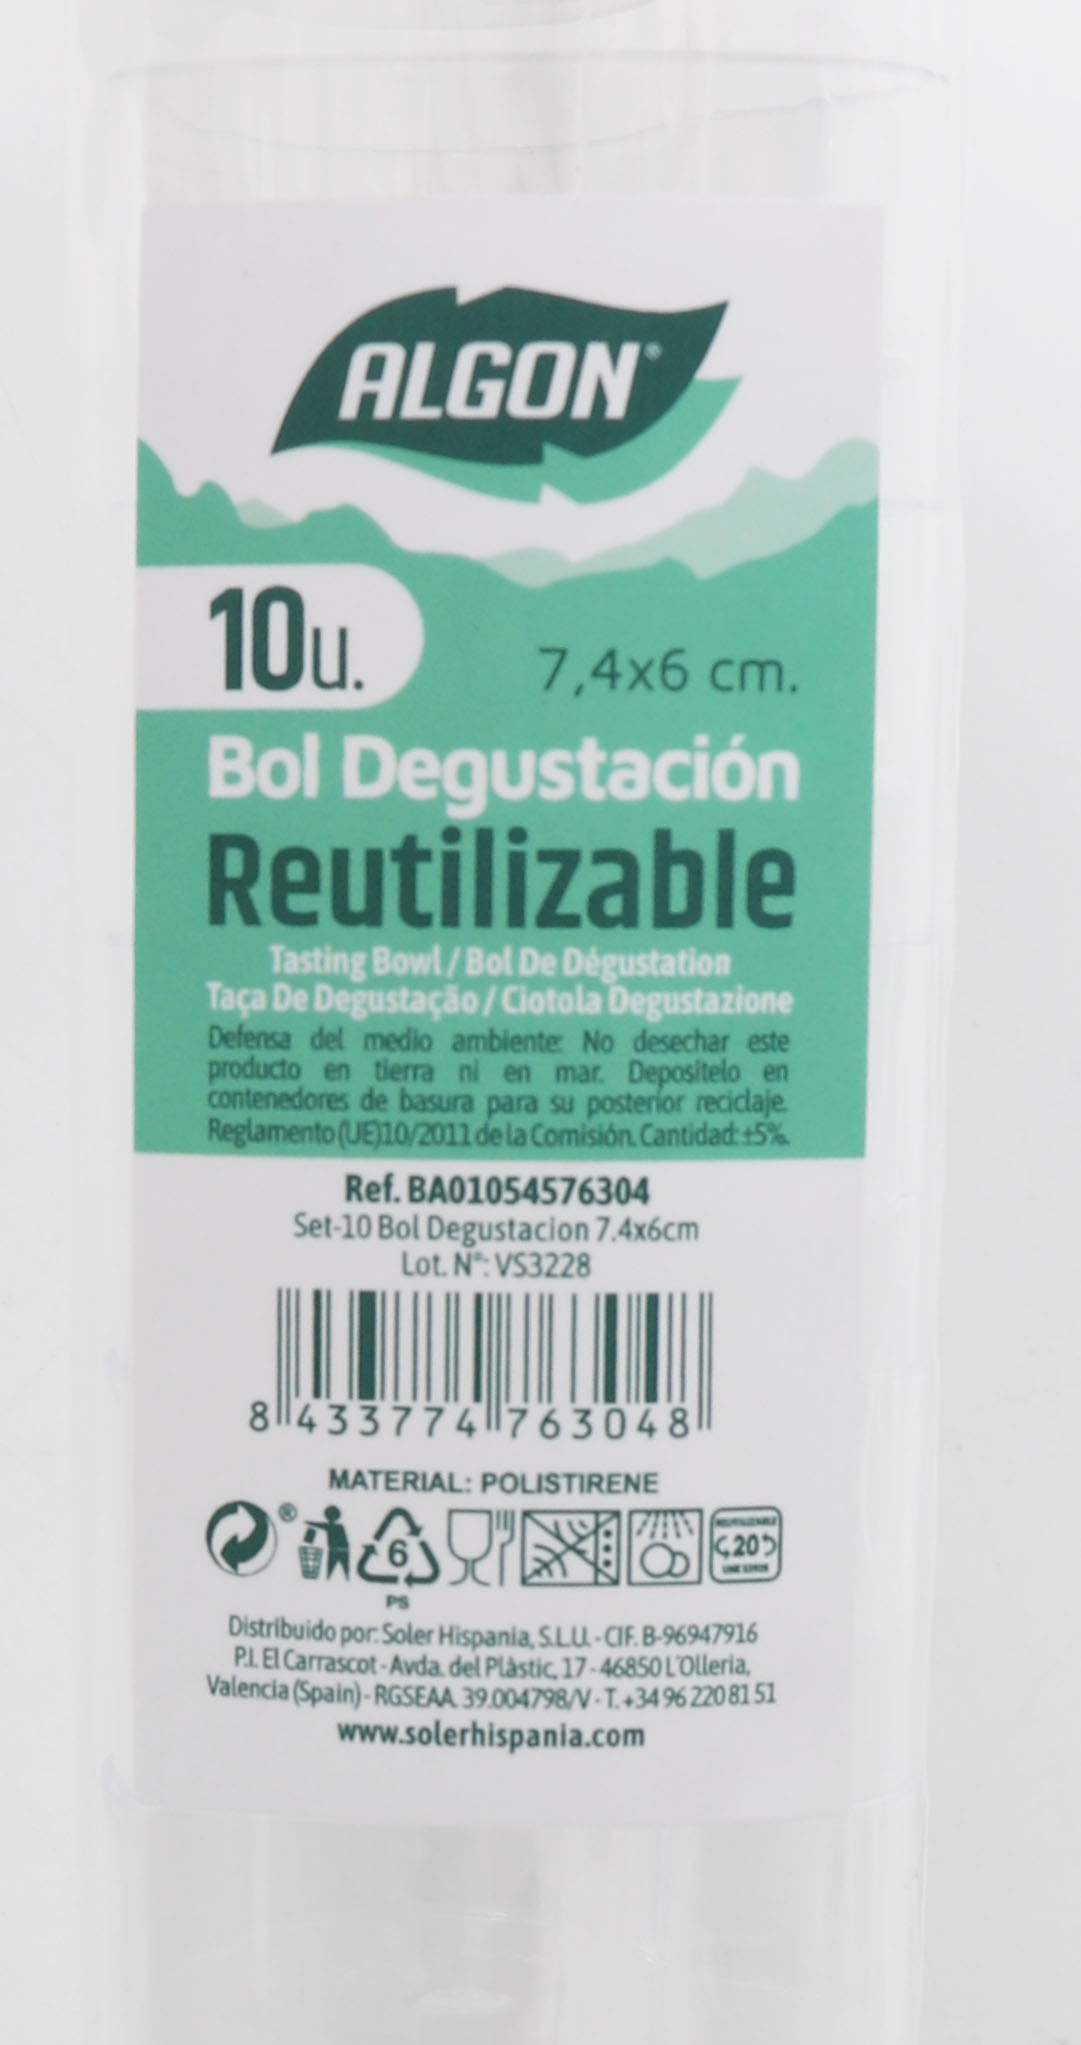 ALGON®
10u.
7,4x6 cm.
Bol Degustación
Reutilizable
Tasting Bowl / Bol De Dégustation
Taça De Degustação / Ciotola Degustazione
Defensa del medio ambiente: No desechar este
producto en tierra ni en mar. Deposítelo en
contenedores de basura para su posterior reciclaje.
Reglamento (UE)10/2011 de la Comisión. Cantidad: ±5%.
Ref. BA01054576304
Set-10 Bol Degustacion 7.4x6cm
Lot. Nº: VS3228
8 433774 763048
MATERIAL: POLISTIRENE
®
6
PS
REUTILIZABLE
20
Distribuido por: Soler Hispania, S.L.U. - CIF. B-96947916
P.I. El Carrascot - Avda. del Plàstic, 17 - 46850 L'Olleria,
Valencia (Spain) - RGSEAA. 39.004798/V - T. +34 96 220 81 51
www.solerhispania.com